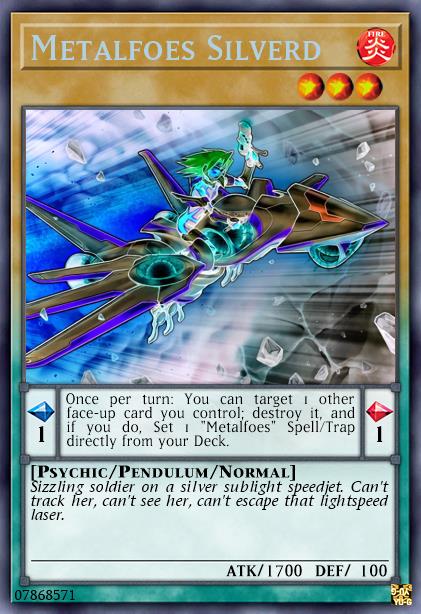 Metalfoes Silverd
FIRE
炎
Once per turn: You can target 1 other
face-up card you control; destroy it, and
if you do, Set 1 "Metalfoes" Spell/Trap
directly from your Deck.
1
1
[Psychic/Pendulum/Normal]
Sizzling soldier on a silver sublight speedjet. Can't
track her, can't see her, can't escape that lightspeed
laser.
ATK/1700 DEF/ 100
07868571